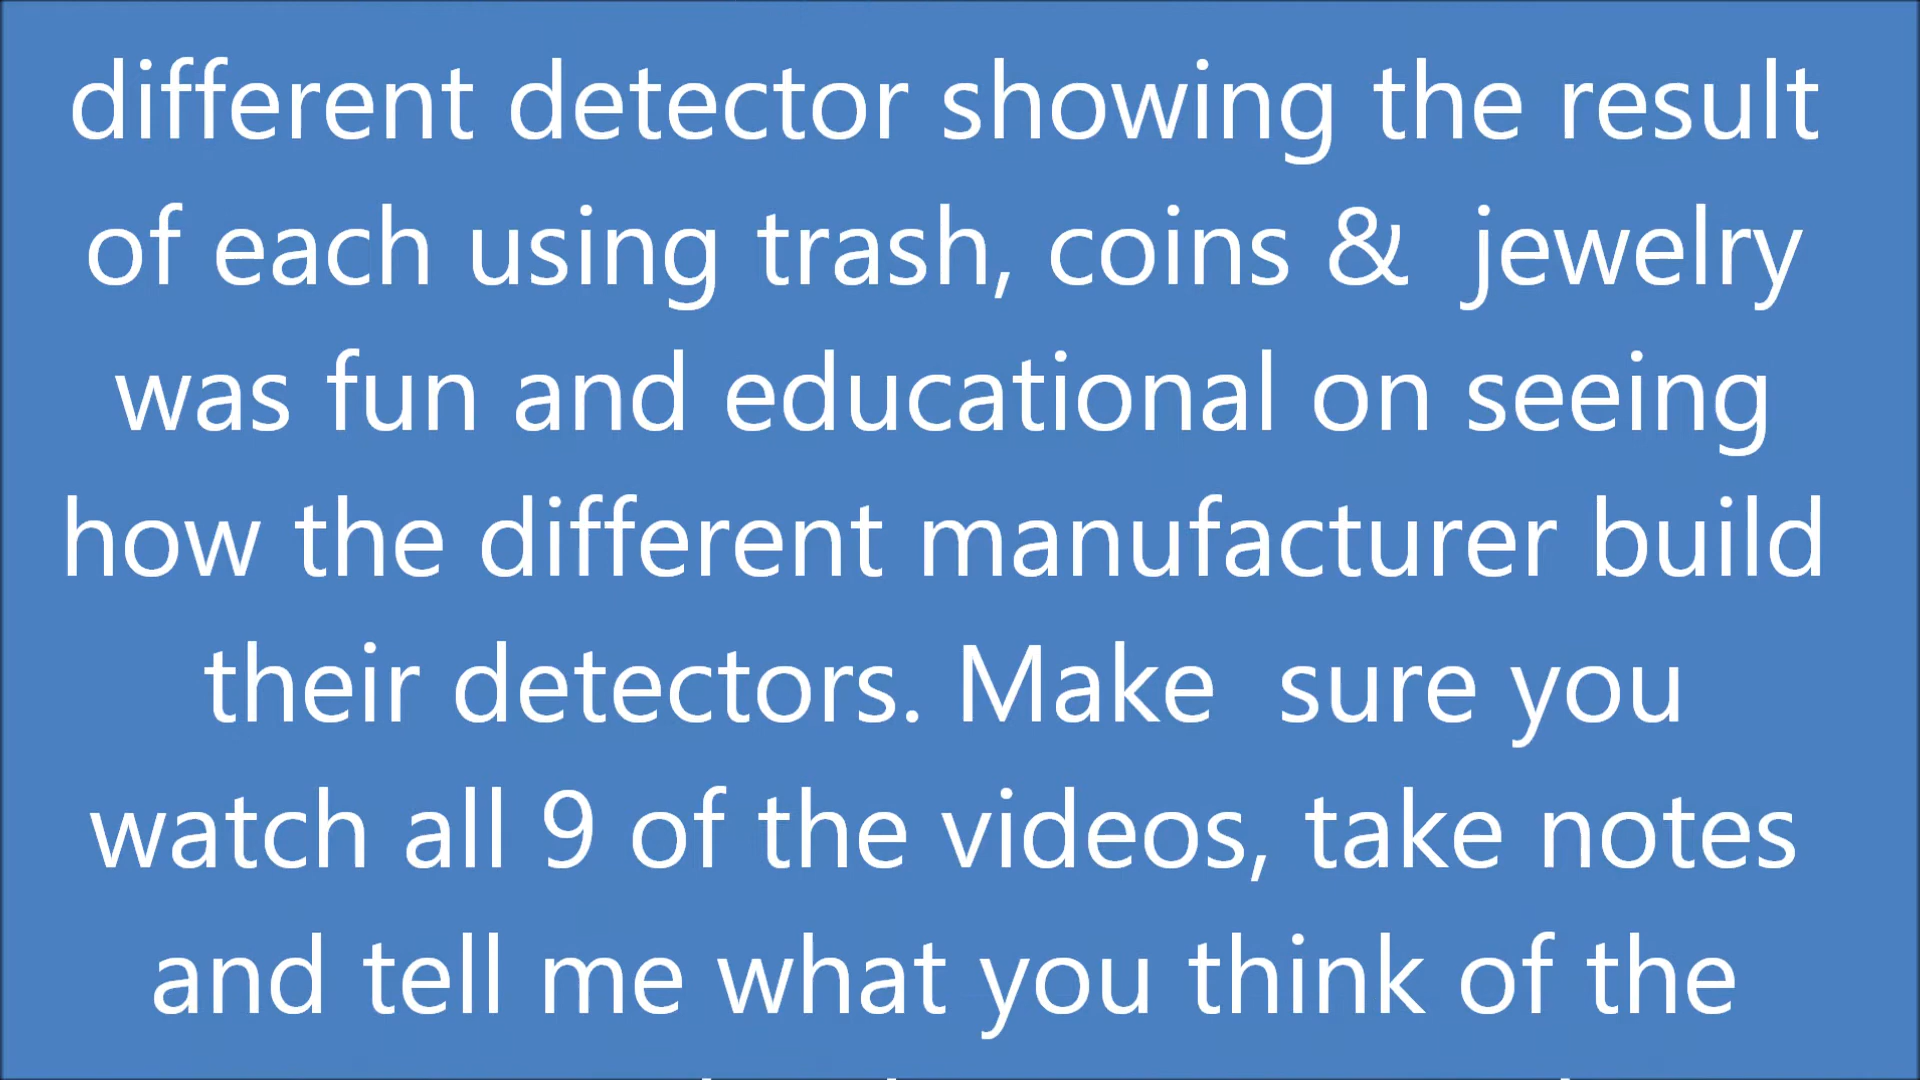 different detector showing the result
of each using trash, coins &  jewelry
was fun and educational on seeing
how the different manufacturer build
their detectors. Make  sure you
watch all 9 of the videos, take notes
and tell me what you think of the